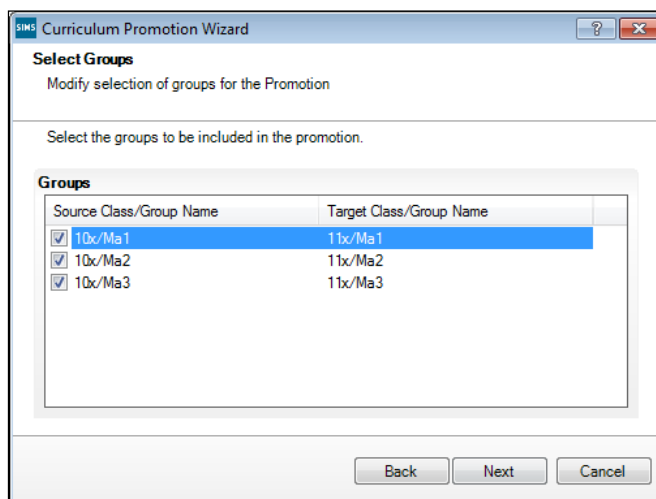 SIMS Curriculum Promotion Wizard ?
Select Groups
Modify selection of groups for the Promotion
Select the groups to be included in the promotion.
Groups
Source Class/Group Name Target Class/Group Name
10x/Ma1 11x/Ma1
10x/Ma2 11x/Ma2
10x/Ma3 11x/Ma3
Back Next Cancel